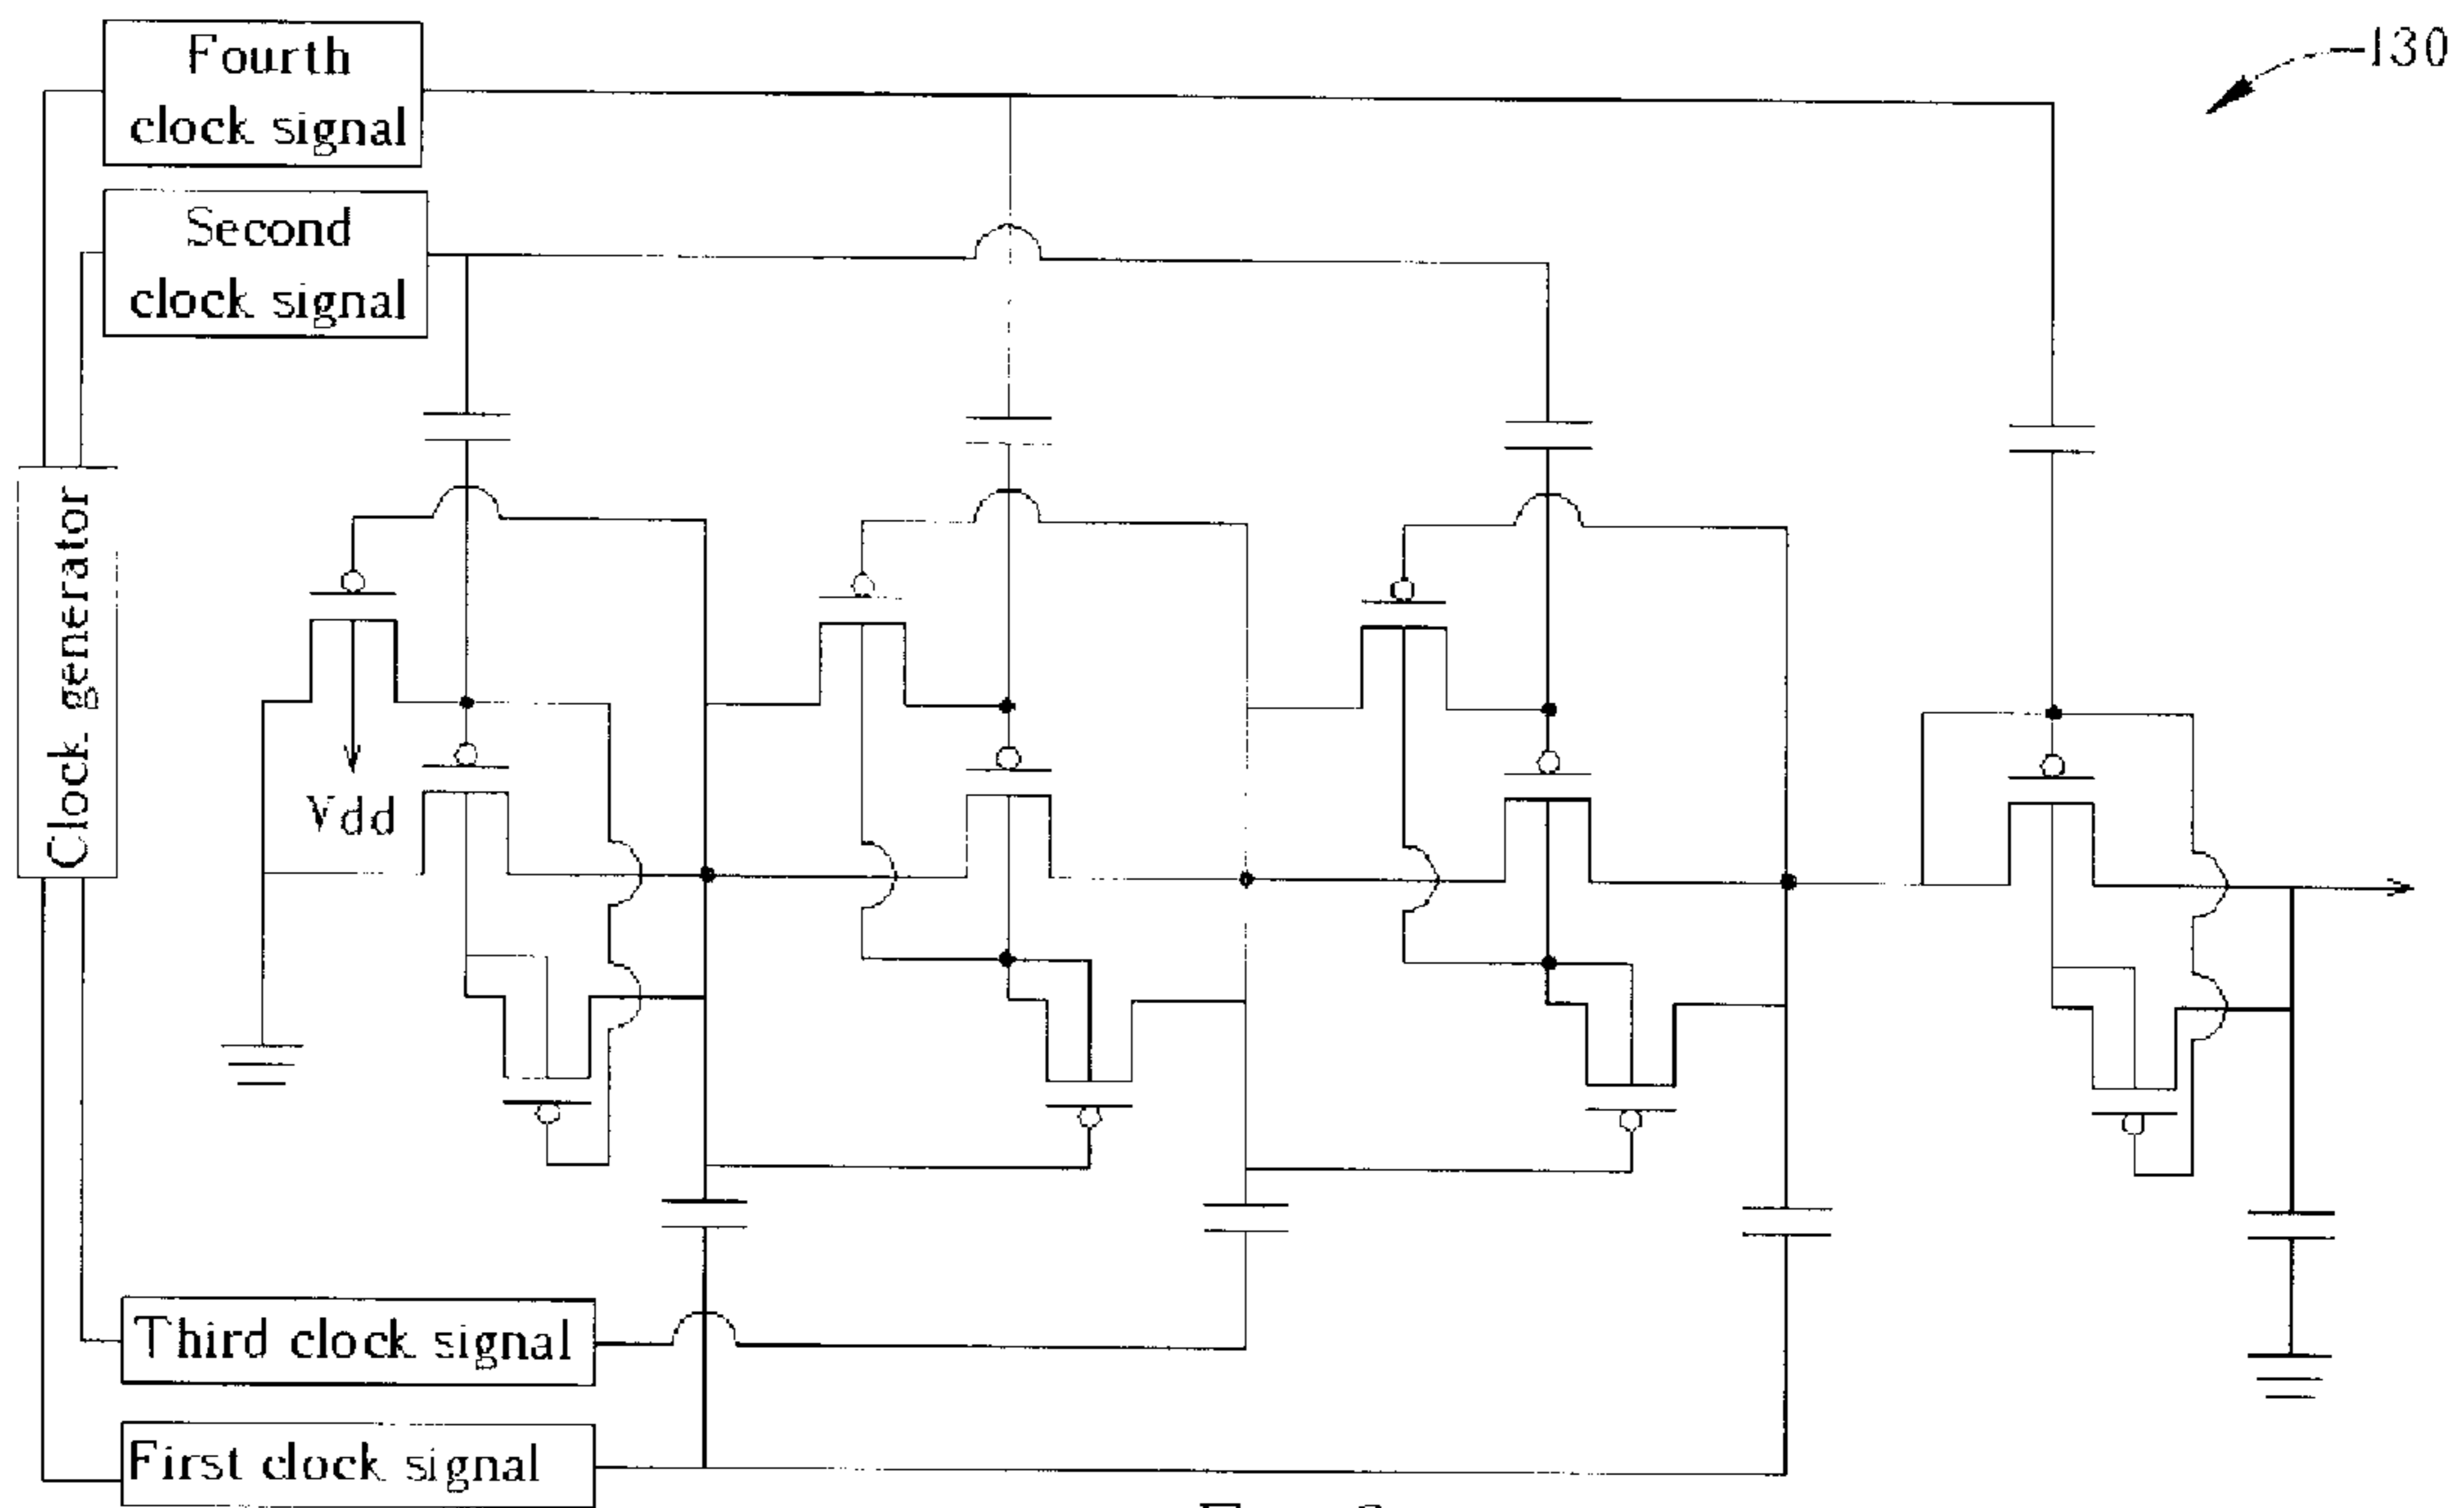 130
Fourth
clock signal
Second
clock signal
Clock generator
Vdd
Third clock signal
First clock signal